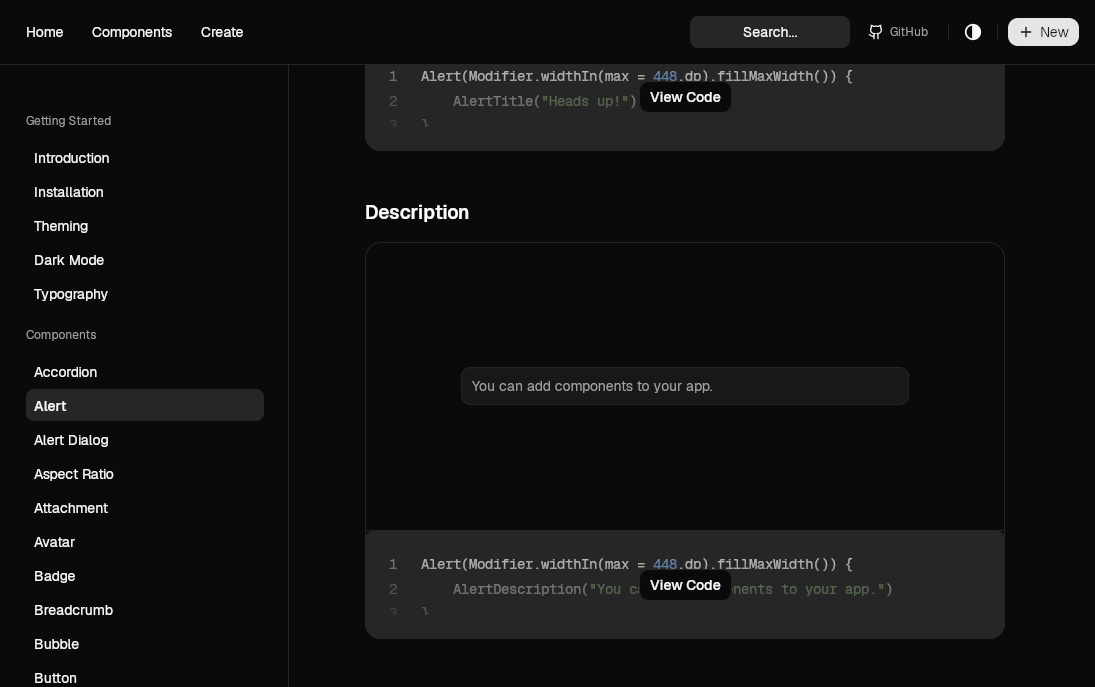 Home
Components
Create
Search...
GitHub
New
Getting Started
Introduction
Installation
Theming
Dark Mode
Typography
Components
Accordion
Alert
Alert Dialog
Aspect Ratio
Attachment
Avatar
Badge
Breadcrumb
Bubble
Button
1 Alert(Modifier.widthIn(max = 448.dp).fillMaxWidth()) {
2 AlertTitle("Heads up!")
3 }
View Code
Description
You can add components to your app.
1 Alert(Modifier.widthIn(max = 448.dp).fillMaxWidth()) {
2 AlertDescription("You ca nents to your app.")
3 }
View Code